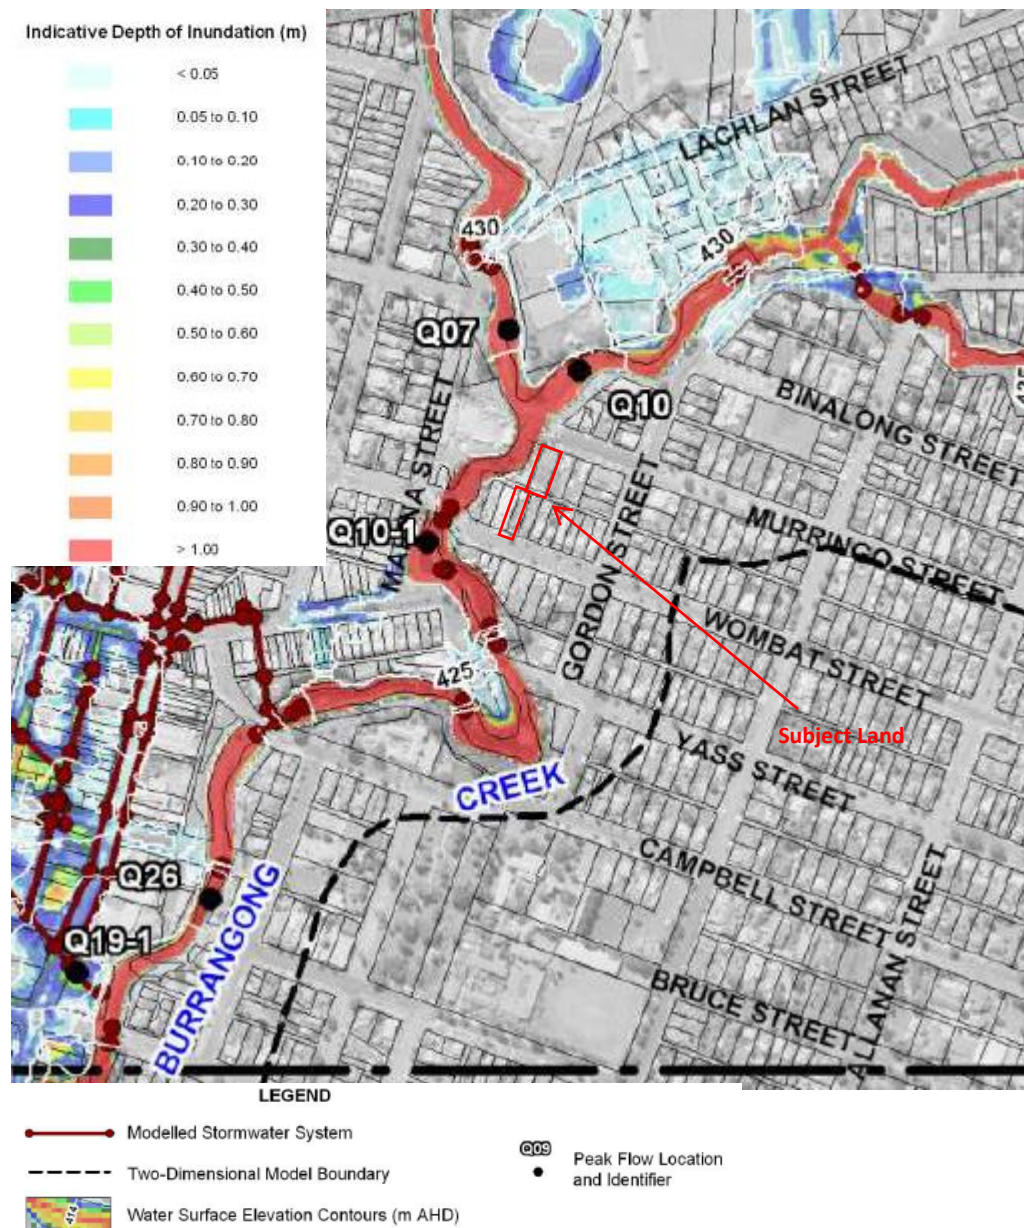 Indicative Depth of Inundation (m)
< 0.05
0.05 to 0.10
0.10 to 0.20
0.20 to 0.30
0.30 to 0.40
0.40 to 0.50
0.50 to 0.60
0.60 to 0.70
0.70 to 0.80
0.80 to 0.90
0.90 to 1.00
> 1.00
LACHLAN STREET
430
430
Q07
Q10
425
BINALONG STREET
STREET
MURRINGO STREET
Q10-1
GORDON STREET
WOMBAT STREET
425
Subject Land
YASS STREET
CREEK
CAMPBELL STREET
Q26
BURRANGONG
Q19-1
ALLANAN STREET
BRUCE STREET
LEGEND
Modelled Stormwater System
Two-Dimensional Model Boundary
Water Surface Elevation Contours (m AHD)
414
Q09
Peak Flow Location
and Identifier